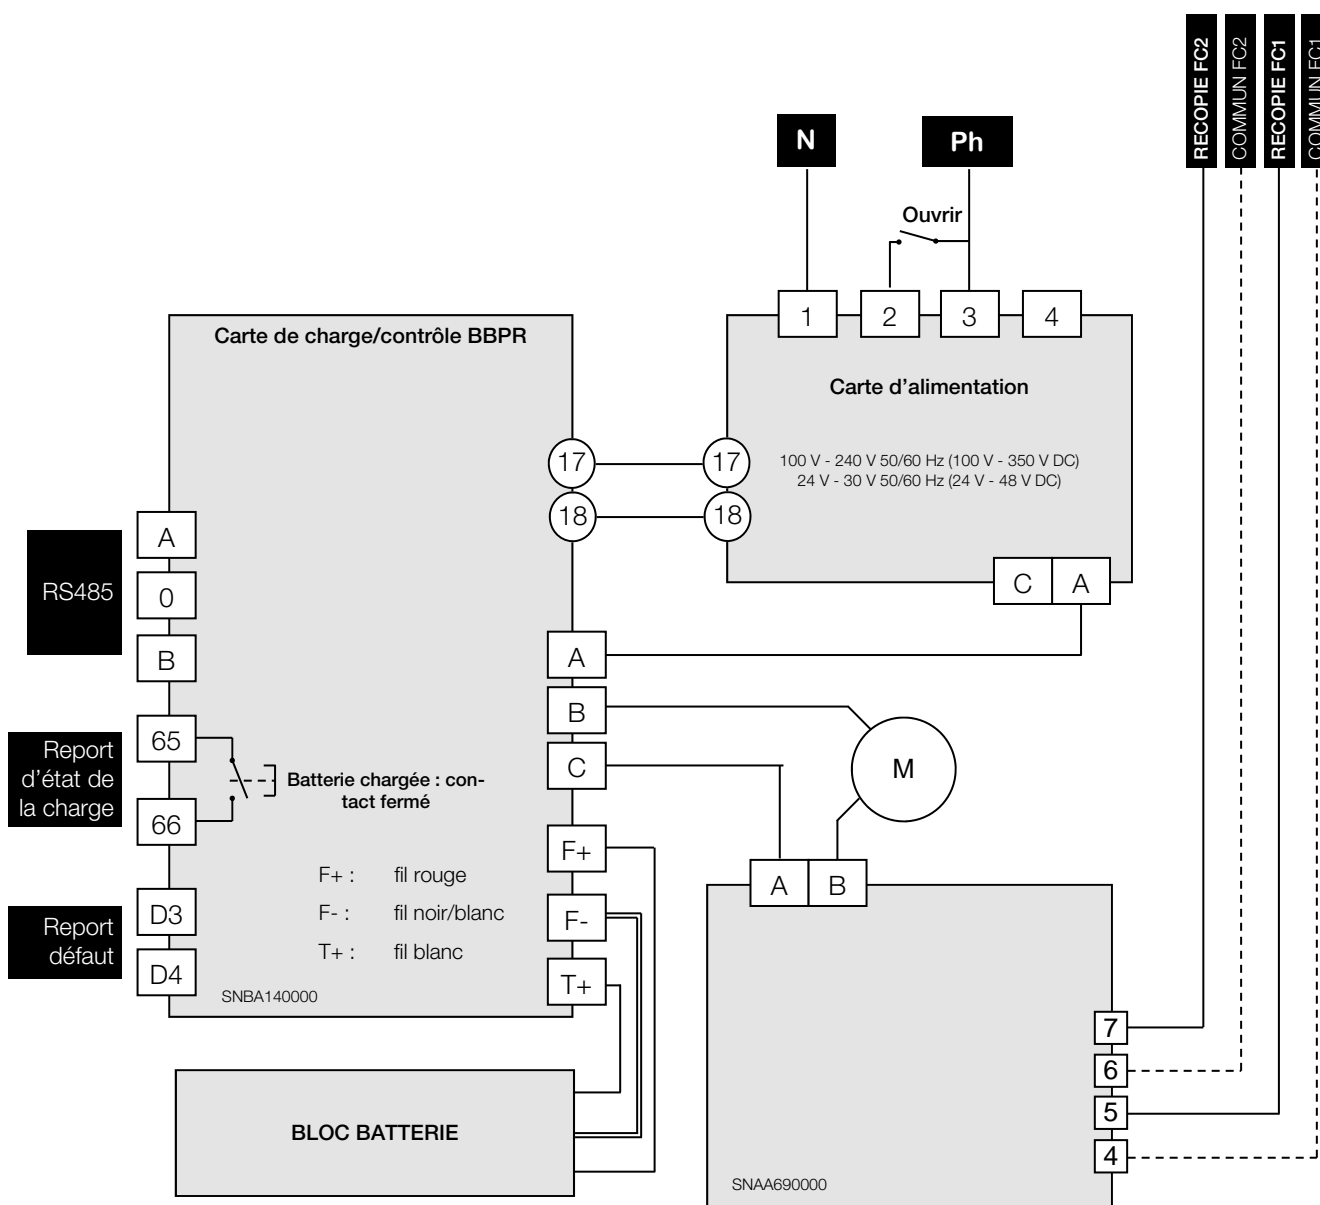 RECOPIE FC2
COMMUN FC2
RECOPIE FC1
COMMUN FC1
N
Ph
Ouvrir
1
2
3
4
Carte de charge/contrôle BBPR
Carte d'alimentation
100 V - 240 V 50/60 Hz (100 V - 350 V DC)
24 V - 30 V 50/60 Hz (24 V - 48 V DC)
17
17
18
18
C
A
RS485
A
0
B
A
B
C
M
Report
d'état de
la charge
65
66
Batterie chargée : con-
tact fermé
F+
F-
T+
F+ : fil rouge
F- : fil noir/blanc
T+ : fil blanc
Report
défaut
D3
D4
SNBA140000
A
B
7
6
5
4
BLOC BATTERIE
SNAA690000